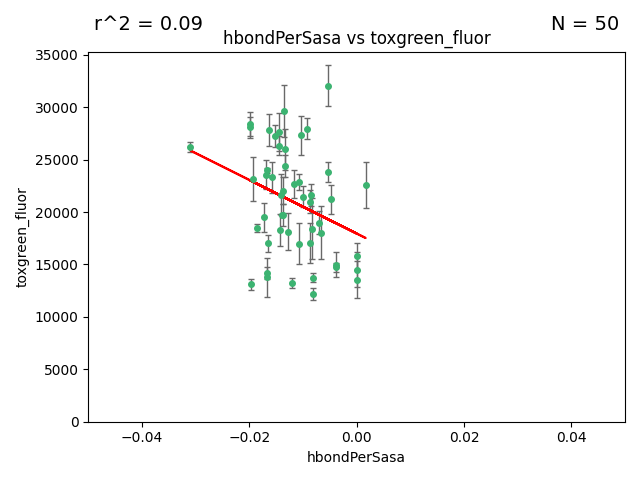 r^2 = 0.09
N = 50
hbondPerSasa vs toxgreen_fluor
35000
30000
25000
20000
15000
10000
5000
0
toxgreen_fluor
−0.04
−0.02
0.00
0.02
0.04
hbondPerSasa